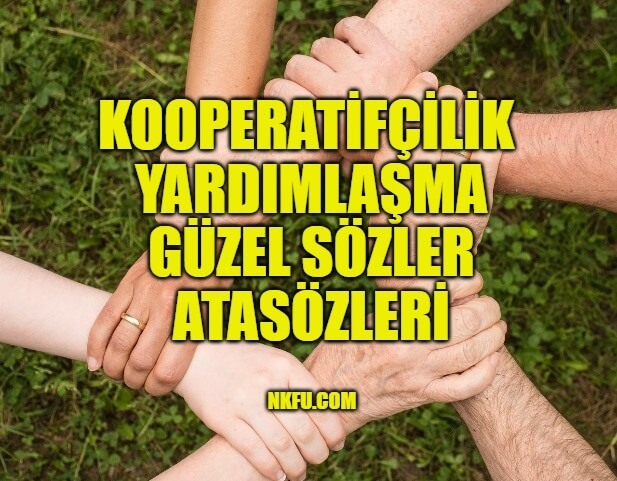 KOOPERATİFÇİLİK
YARDIMLAŞMA
GÜZEL SÖZLER
ATASÖZLERİ
NKFU.COM